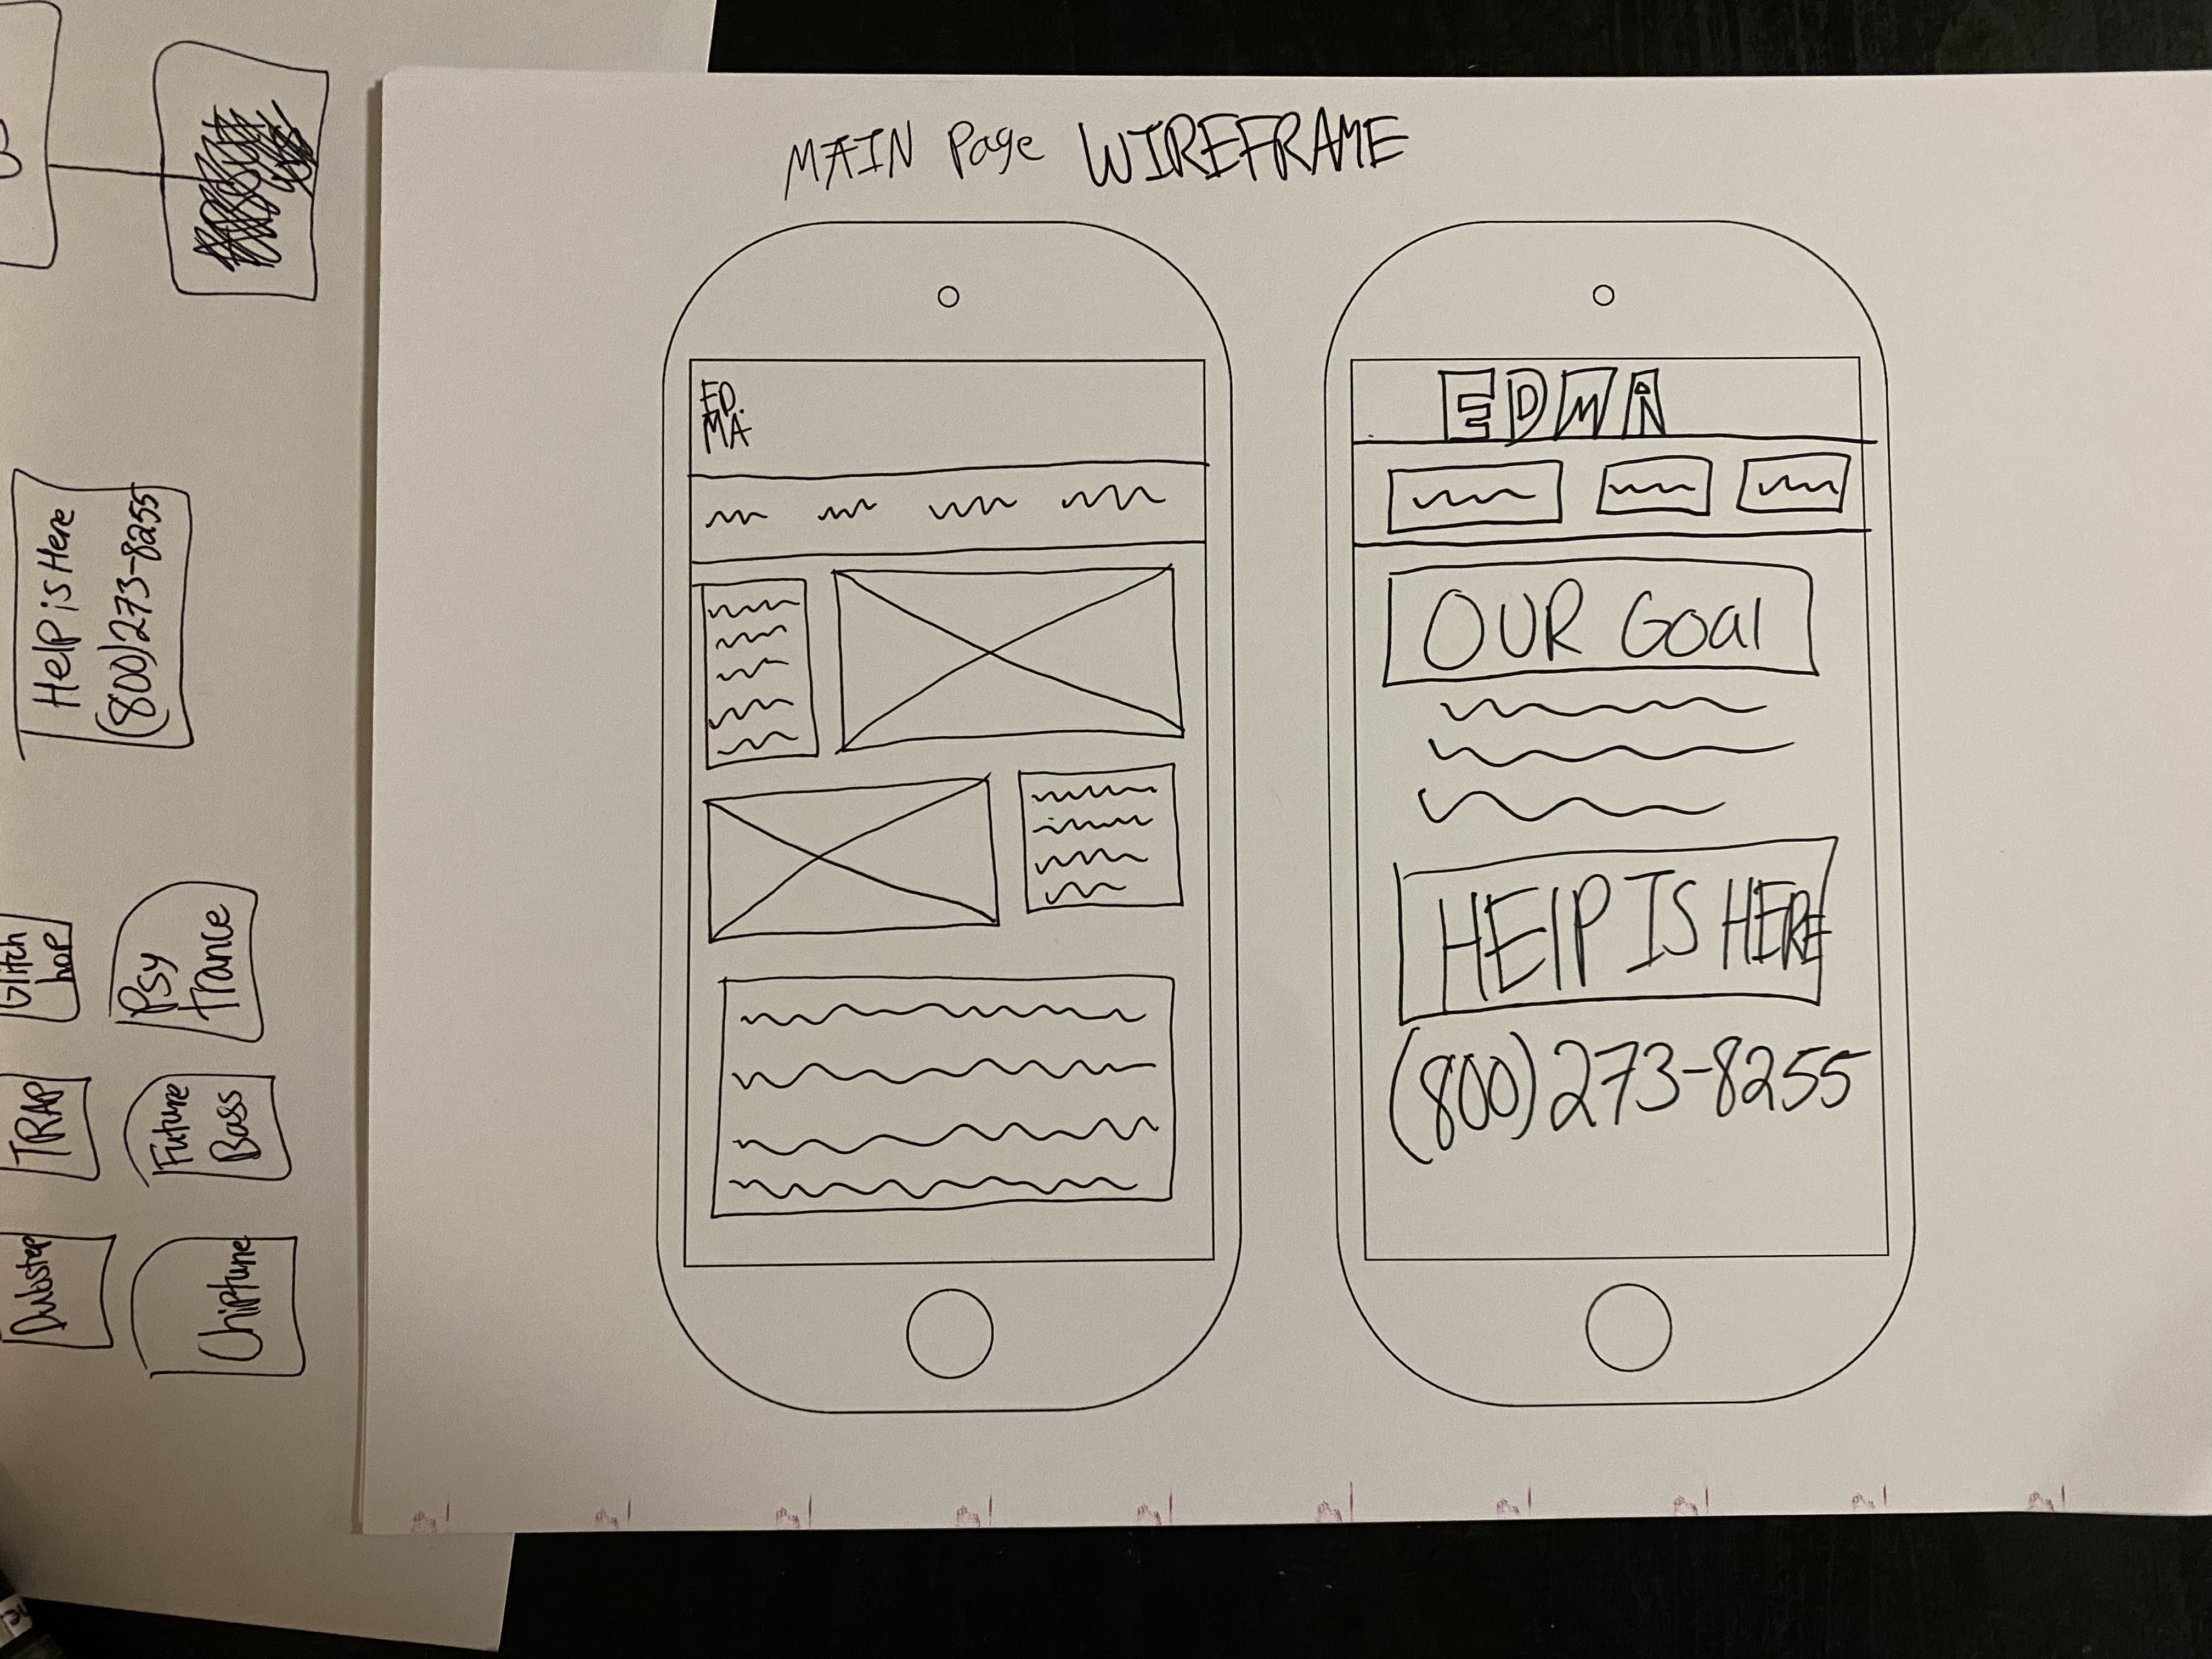 Dubstep
TRAP
Glitch
hop
Chiptune
Future
Bass
Psy
Trance
Help is Here
(800)273-8255
MAIN Page WIREFRAME
ED
MA
EDMA
OUR Goal
HELP IS HERE
(800)273-8255